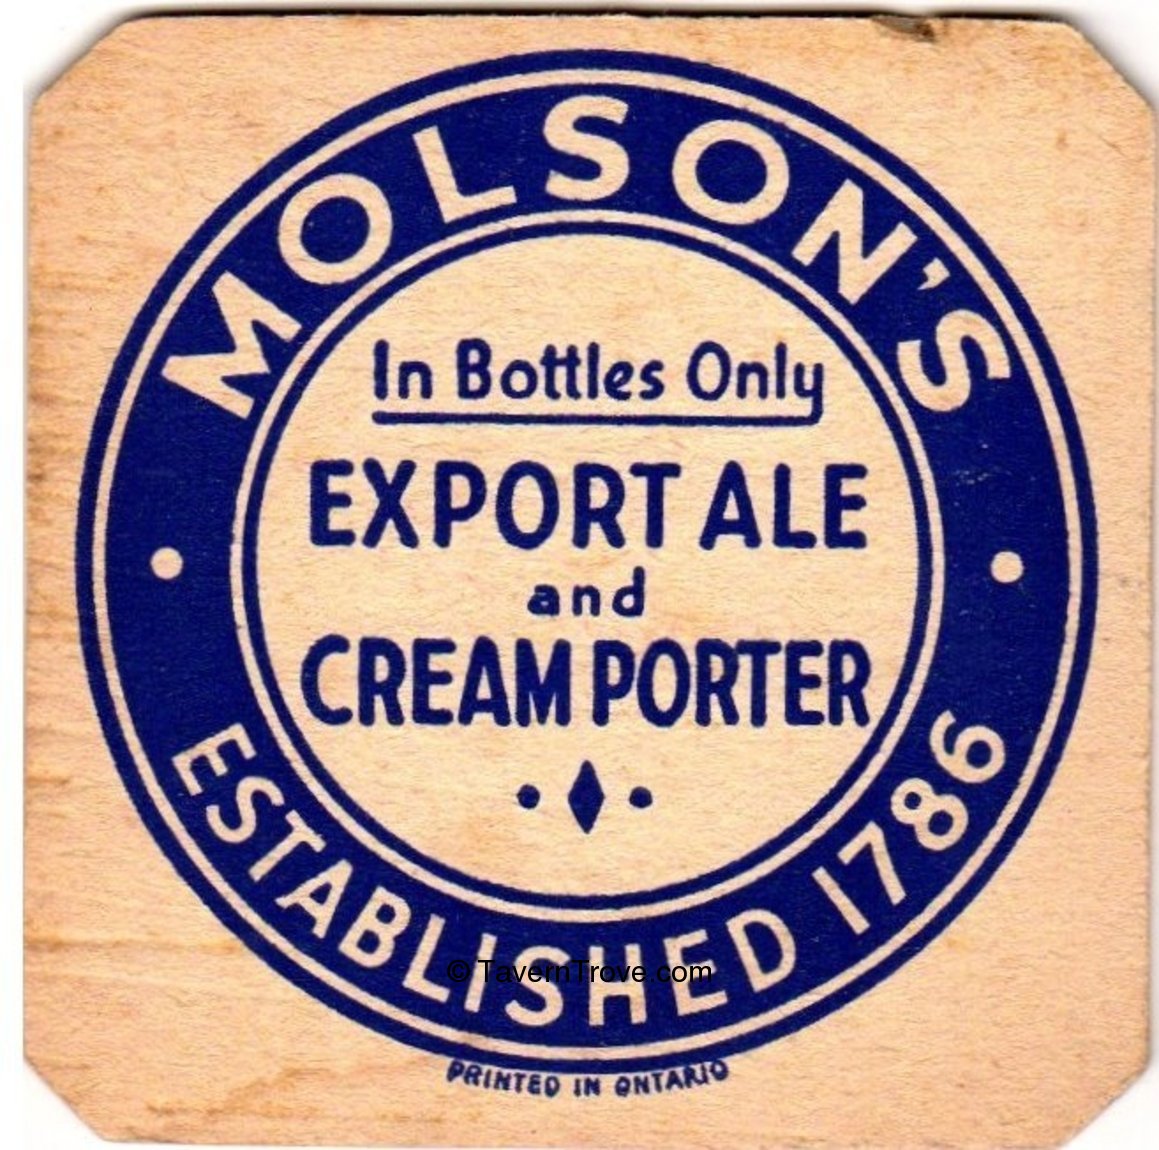 MOLSON'S
In Bottles Only
EXPORT ALE
and
CREAM PORTER
ESTABLISHED 1786
© TavernTrove.com
PRINTED IN ONTARIO